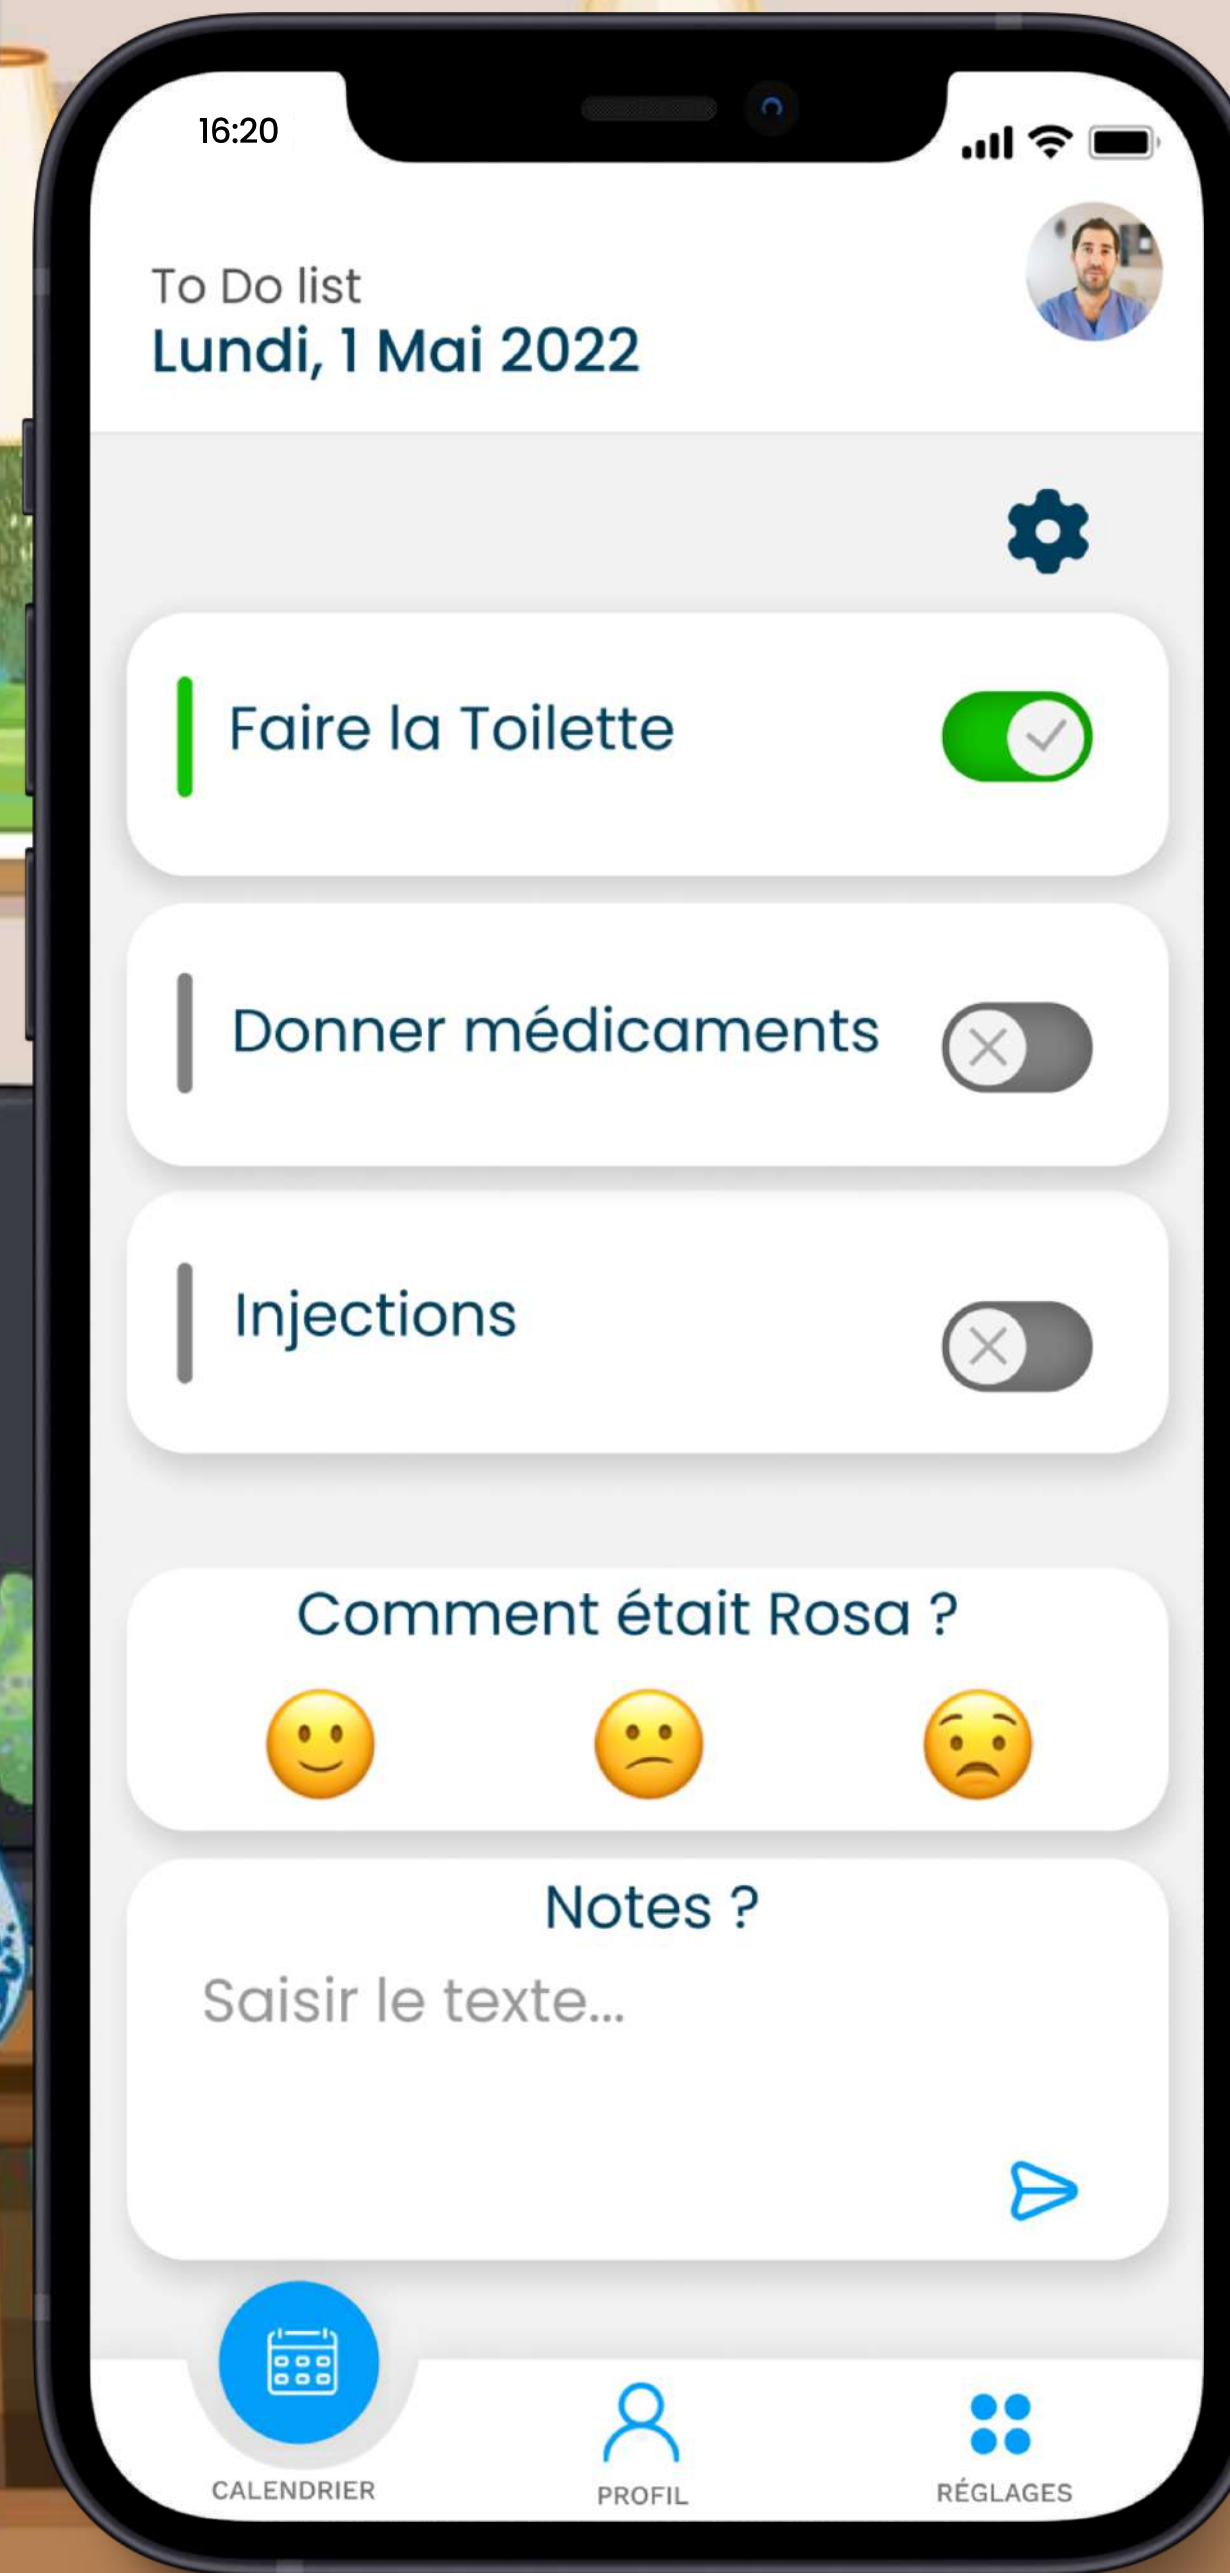 16:20
To Do list
Lundi, 1 Mai 2022
Faire la Toilette
Donner médicaments
Injections
Comment était Rosa ?
Notes ?
Saisir le texte...
CALENDRIER
PROFIL
RÉGLAGES